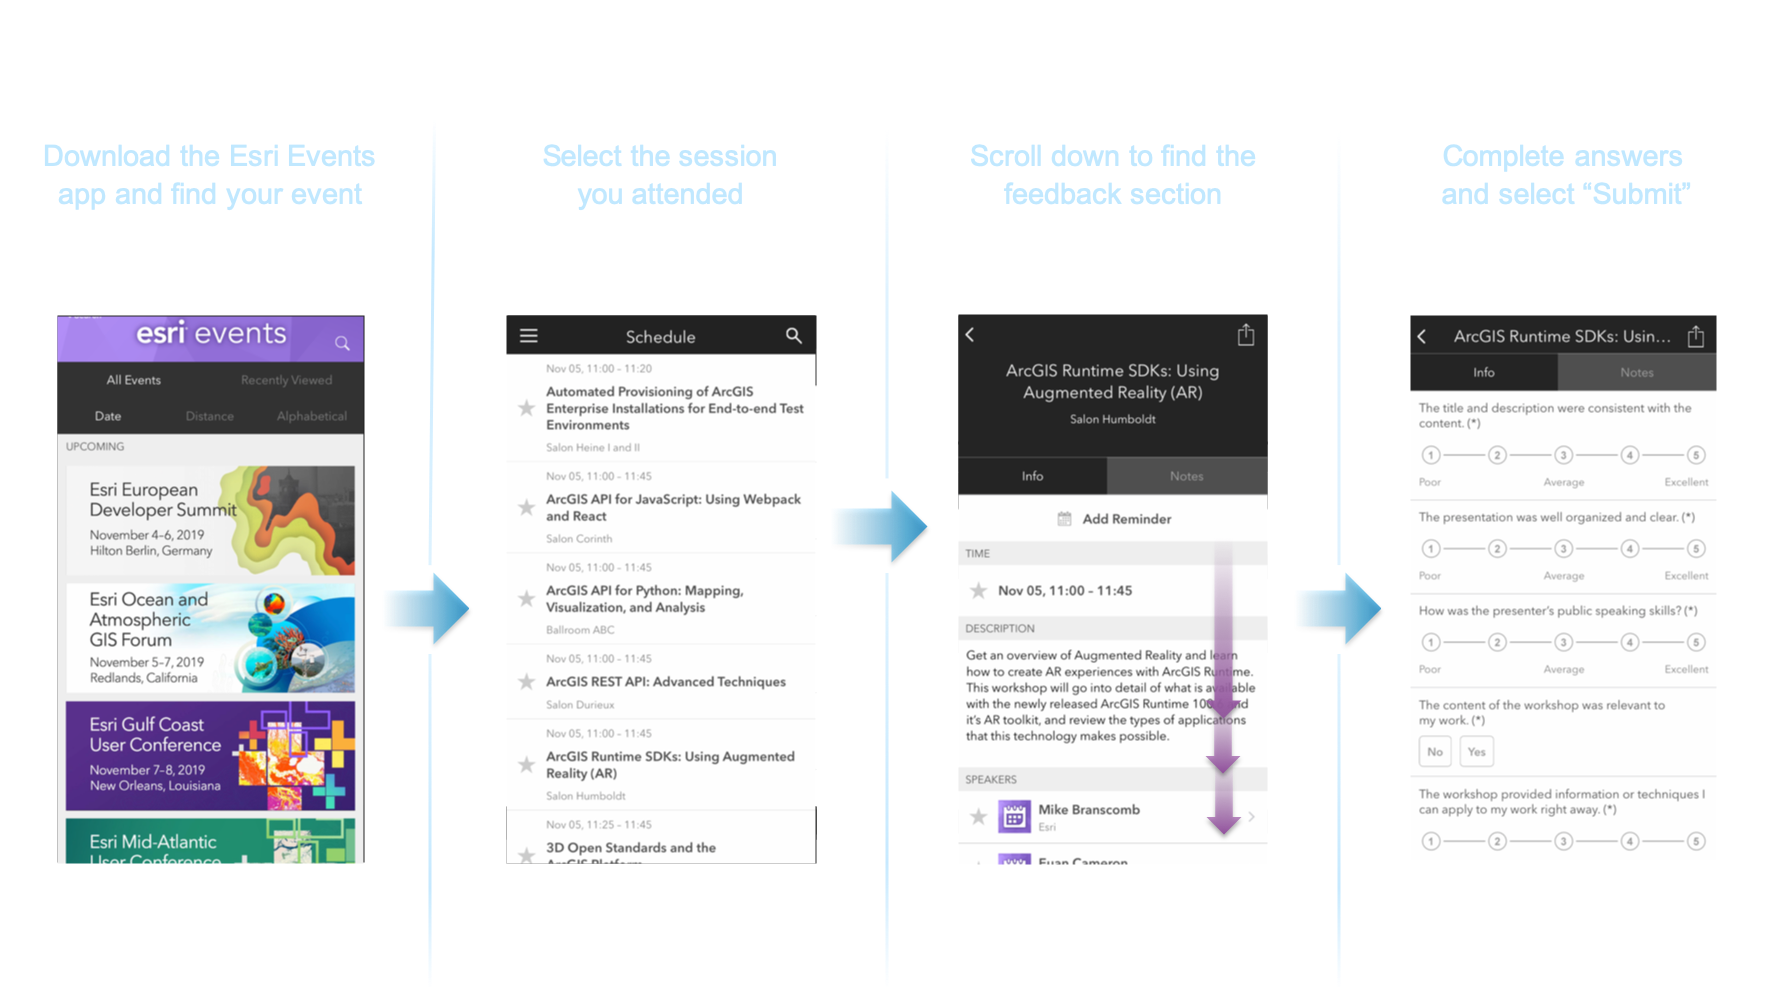 Download the Esri Events
app and find your event
Select the session
you attended
Scroll down to find the
feedback section
Complete answers
and select “Submit”
esri events
All Events
Recently Viewed
Date
Distance
Alphabetical
UPCOMING
Esri European
Developer Summit
November 4-6, 2019
Hilton Berlin, Germany
Esri Ocean and
Atmospheric
GIS Forum
November 5–7, 2019
Redlands, California
Esri Gulf Coast
User Conference
November 7–8, 2019
New Orleans, Louisiana
Esri Mid-Atlantic
User Conference
Schedule
Nov 05, 11:00 - 11:20
Automated Provisioning of ArcGIS
Enterprise Installations for End-to-end Test
Environments
Salon Heine I and II
Nov 05, 11:00 - 11:45
ArcGIS API for JavaScript: Using Webpack
and React
Salon Corinth
Nov 05, 11:00 - 11:45
ArcGIS API for Python: Mapping,
Visualization, and Analysis
Ballroom ABC
Nov 05, 11:00 - 11:45
ArcGIS REST API: Advanced Techniques
Salon Durieux
Nov 05, 11:00 - 11:45
ArcGIS Runtime SDKs: Using Augmented
Reality (AR)
Salon Humboldt
Nov 05, 11:25 - 11:45
3D Open Standards and the
ArcGIS Platform
ArcGIS Runtime SDKs: Using
Augmented Reality (AR)
Salon Humboldt
Info
Notes
Add Reminder
TIME
Nov 05, 11:00 - 11:45
DESCRIPTION
Get an overview of Augmented Reality and learn
how to create AR experiences with ArcGIS Runtime.
This workshop will go into detail of what is available
with the newly released ArcGIS Runtime and
it's AR toolkit, and review the types of applications
that this technology makes possible.
SPEAKERS
Mike Branscomb
Esri
Euan Cameron
ArcGIS Runtime SDKs: Usin...
Info
Notes
The title and description were consistent with the
content. (*)
1 2 3 4 5
Poor Average Excellent
The presentation was well organized and clear. (*)
1 2 3 4 5
Poor Average Excellent
How was the presenter's public speaking skills? (*)
1 2 3 4 5
Poor Average Excellent
The content of the workshop was relevant to
my work. (*)
No Yes
The workshop provided information or techniques I
can apply to my work right away. (*)
1 2 3 4 5